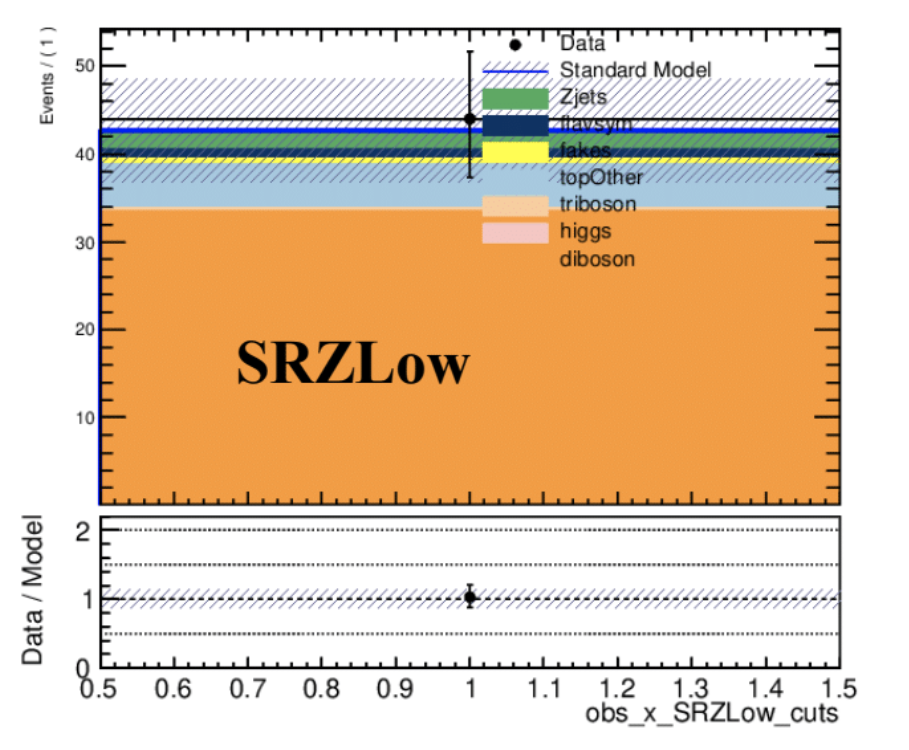 Events / ( 1 )
50
40
30
20
10
Data
Standard Model
Zjets
flavsym
fakes
topOther
triboson
higgs
diboson
SRZLow
Data / Model
2
1
0
0.5 0.6 0.7 0.8 0.9 1 1.1 1.2 1.3 1.4 1.5
obs_x_SRZLow_cuts